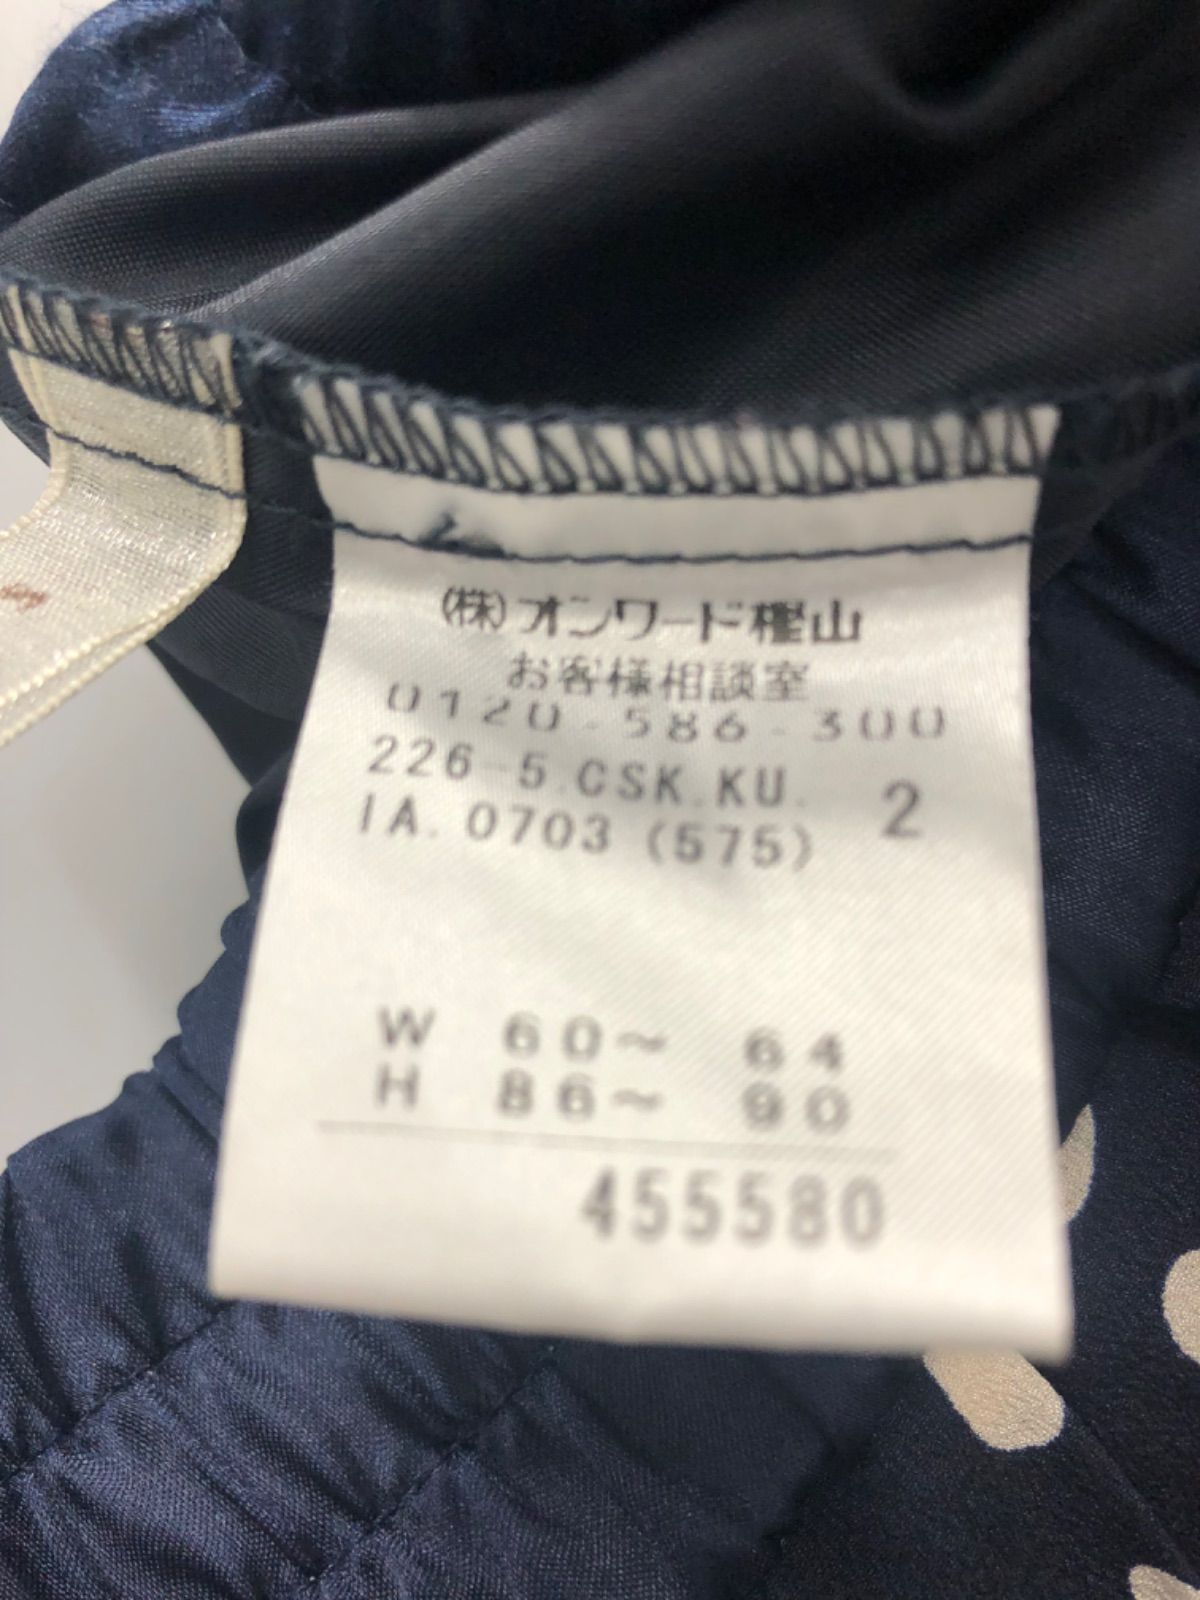 (株)オンワード樫山
お客様相談室
0120-586-300
226-5.CSK.KU. 2
IA.0703 (575)
W 60〜 64
H 86〜 90
455580